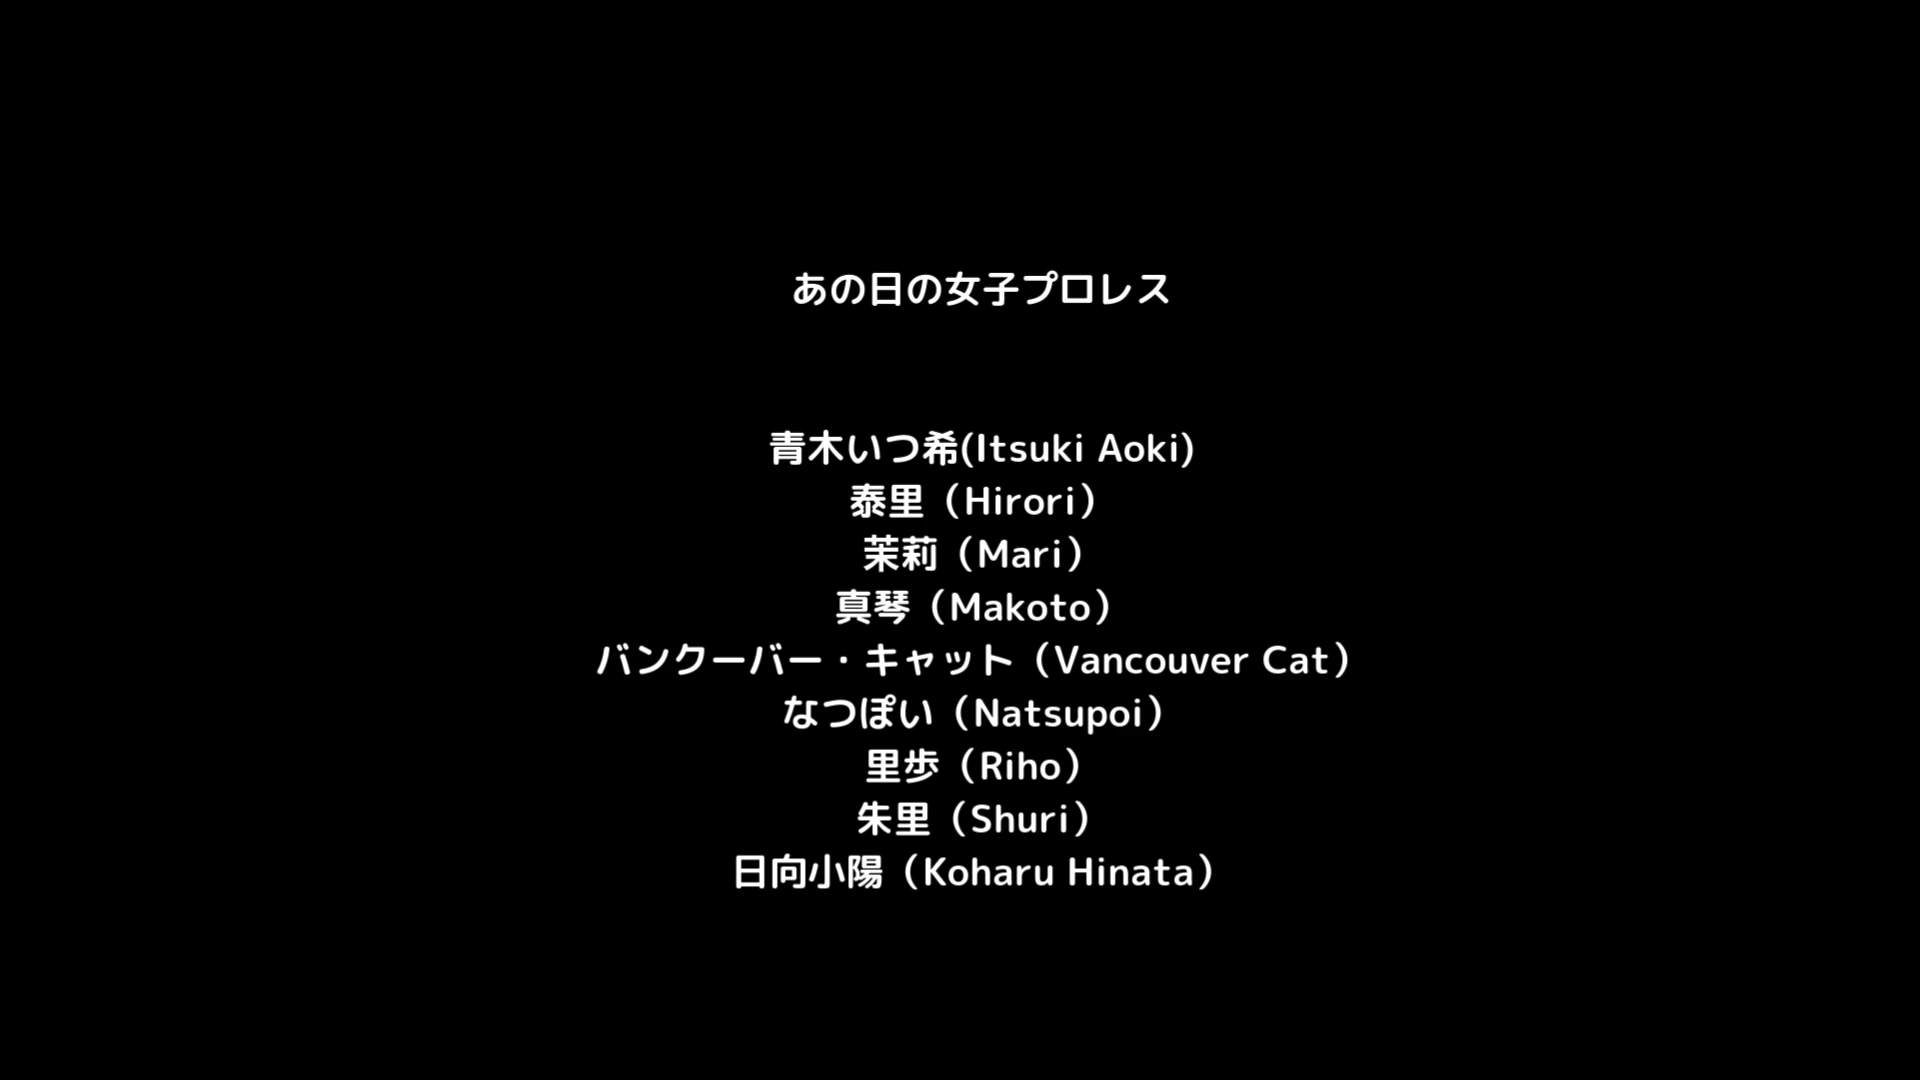 あの日の女子プロレス
青木いつ希(Itsuki Aoki)
泰里（Hirori）
茉莉（Mari）
真琴（Makoto）
バンクーバー・キャット（Vancouver Cat）
なつぽい（Natsupoi）
里歩（Riho）
朱里（Shuri）
日向小陽（Koharu Hinata）